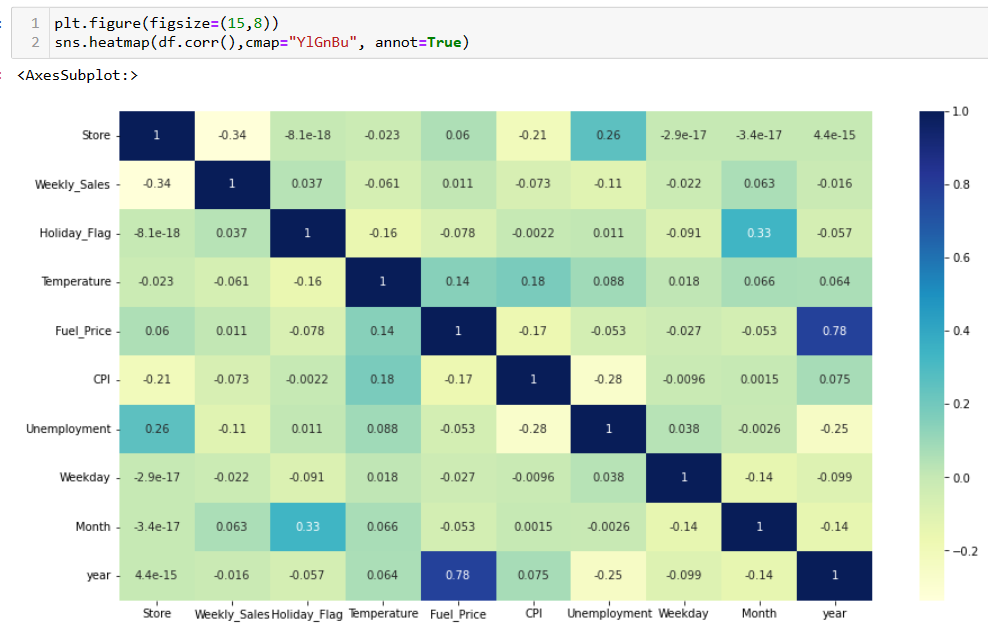 1 plt.figure(figsize=(15,8))
2 sns.heatmap(df.corr(),cmap="YlGnBu", annot=True)
<AxesSubplot:>
Store 1 -0.34 -8.1e-18 -0.023 0.06 -0.21 0.26 -2.9e-17 -3.4e-17 4.4e-15
Weekly_Sales -0.34 1 0.037 -0.061 0.011 -0.073 -0.11 -0.022 0.063 -0.016
Holiday_Flag -8.1e-18 0.037 1 -0.16 -0.078 -0.0022 0.011 -0.091 0.33 -0.057
Temperature -0.023 -0.061 -0.16 1 0.14 0.18 0.088 0.018 0.066 0.064
Fuel_Price 0.06 0.011 -0.078 0.14 1 -0.17 -0.053 -0.027 -0.053 0.78
CPI -0.21 -0.073 -0.0022 0.18 -0.17 1 -0.28 -0.0096 0.0015 0.075
Unemployment 0.26 -0.11 0.011 0.088 -0.053 -0.28 1 0.038 -0.0026 -0.25
Weekday -2.9e-17 -0.022 -0.091 0.018 -0.027 -0.0096 0.038 1 -0.14 -0.099
Month -3.4e-17 0.063 0.33 0.066 -0.053 0.0015 -0.0026 -0.14 1 -0.14
year 4.4e-15 -0.016 -0.057 0.064 0.78 0.075 -0.25 -0.099 -0.14 1
Store Weekly_Sales Holiday_Flag Temperature Fuel_Price CPI Unemployment Weekday Month year
1.0
0.8
0.6
0.4
0.2
0.0
−0.2